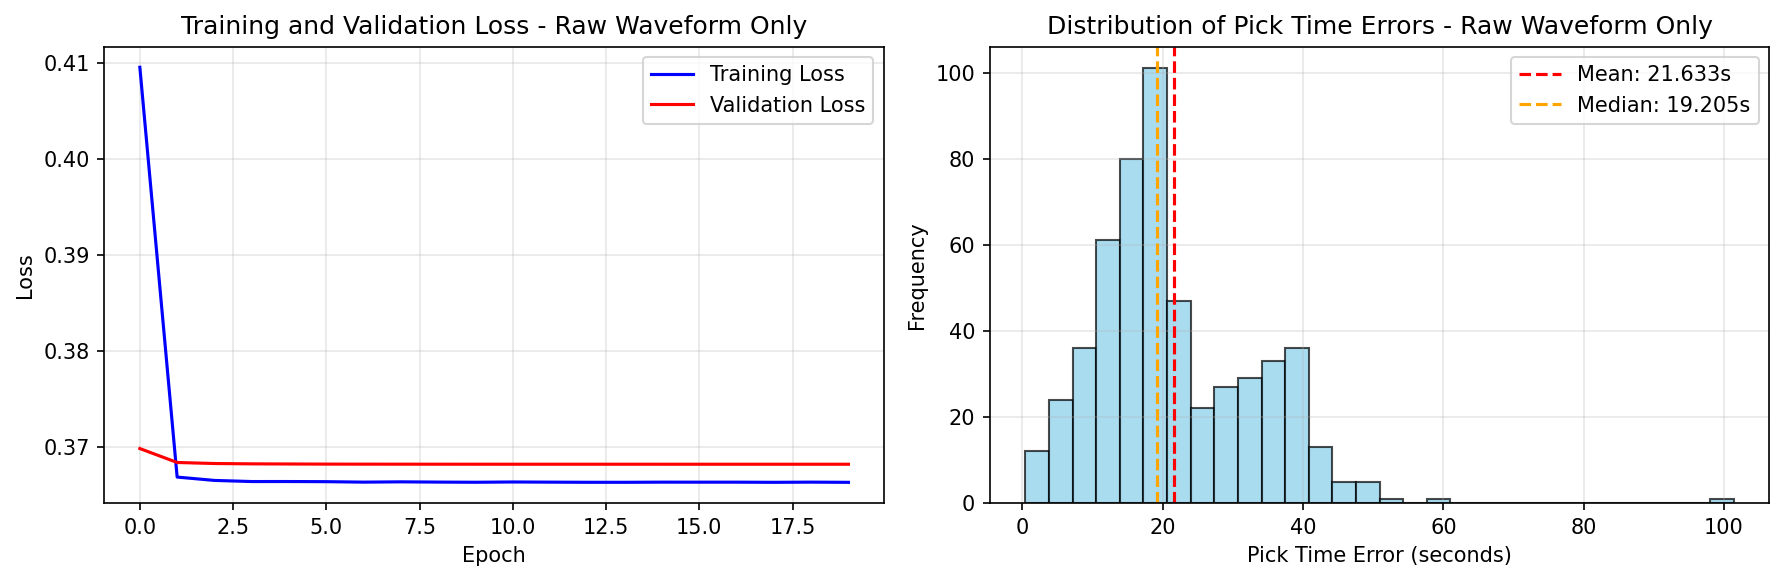 Training and Validation Loss - Raw Waveform Only
0.41
0.40
0.39
0.38
0.37
Loss
Training Loss
Validation Loss
0.0
2.5
5.0
7.5
10.0
12.5
15.0
17.5
Epoch
Distribution of Pick Time Errors - Raw Waveform Only
100
80
60
40
20
0
Frequency
Mean: 21.633s
Median: 19.205s
0
20
40
60
80
100
Pick Time Error (seconds)